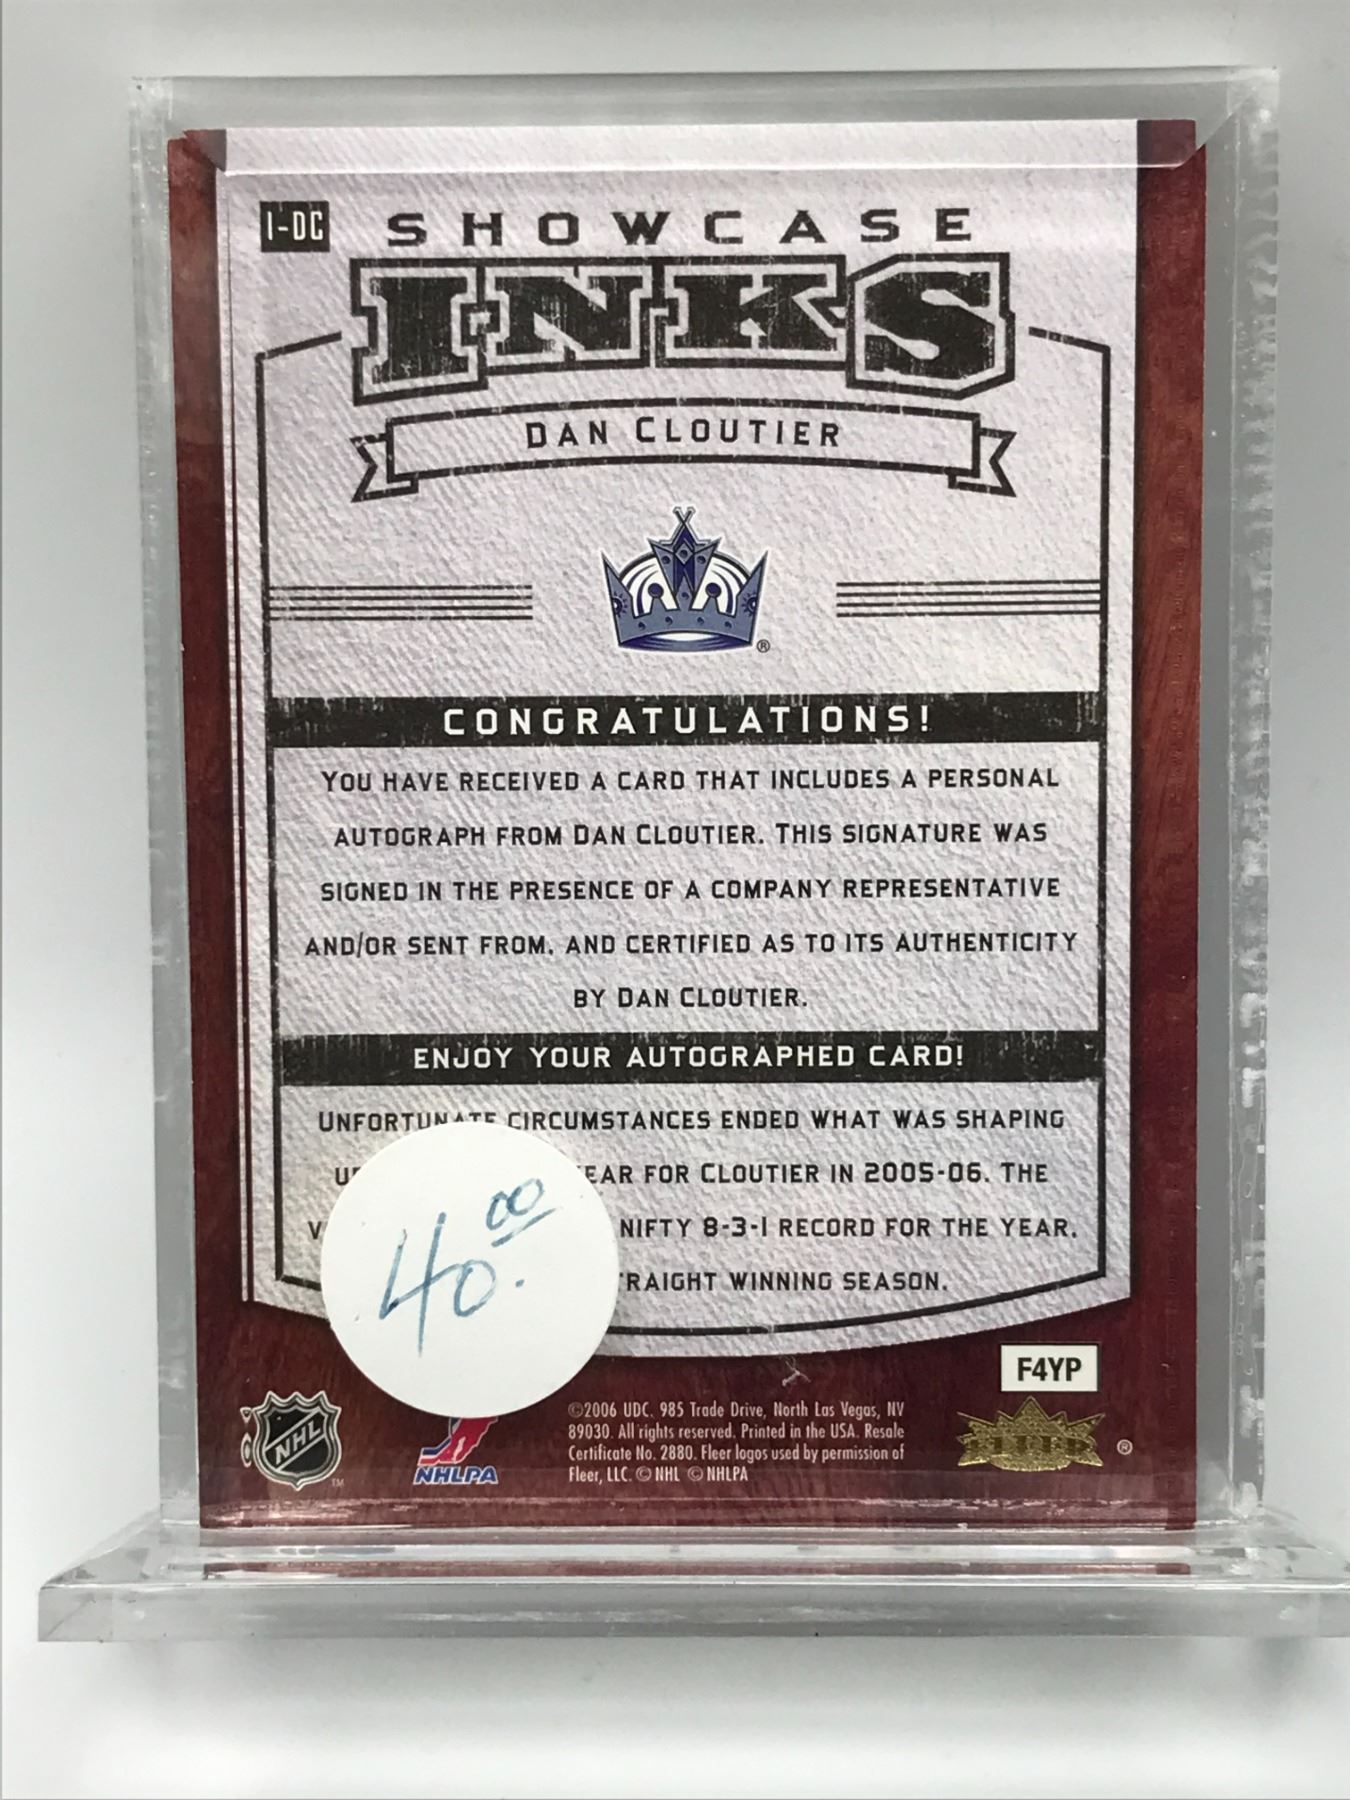 I-DC
SHOWCASE
INKS
DAN CLOUTIER
®
CONGRATULATIONS!
YOU HAVE RECEIVED A CARD THAT INCLUDES A PERSONAL
AUTOGRAPH FROM DAN CLOUTIER. THIS SIGNATURE WAS
SIGNED IN THE PRESENCE OF A COMPANY REPRESENTATIVE
AND/OR SENT FROM, AND CERTIFIED AS TO ITS AUTHENTICITY
BY DAN CLOUTIER.
ENJOY YOUR AUTOGRAPHED CARD!
UNFORTUNATE CIRCUMSTANCES ENDED WHAT WAS SHAPING
FOR CLOUTIER IN 2005-06. THE
NIFTY 8-3-1 RECORD FOR THE YEAR,
WINNING SEASON.
40.00
F4YP
NHL
TM
NHLPA
©2006 UDC. 985 Trade Drive, North Las Vegas, NV
89030. All rights reserved. Printed in the USA. Resale
Certificate No. 2880. Fleer logos used by permission of
Fleer, LLC. © NHL © NHLPA
FLEER ®